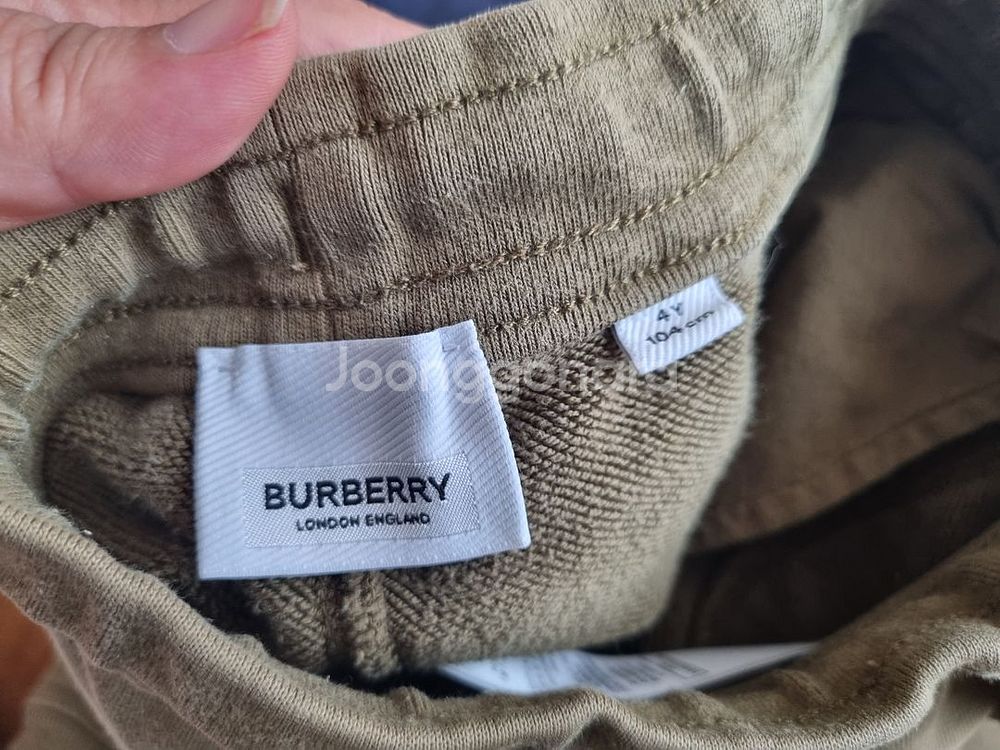 4Y
104 cm
Joonggonara
BURBERRY
LONDON ENGLAND